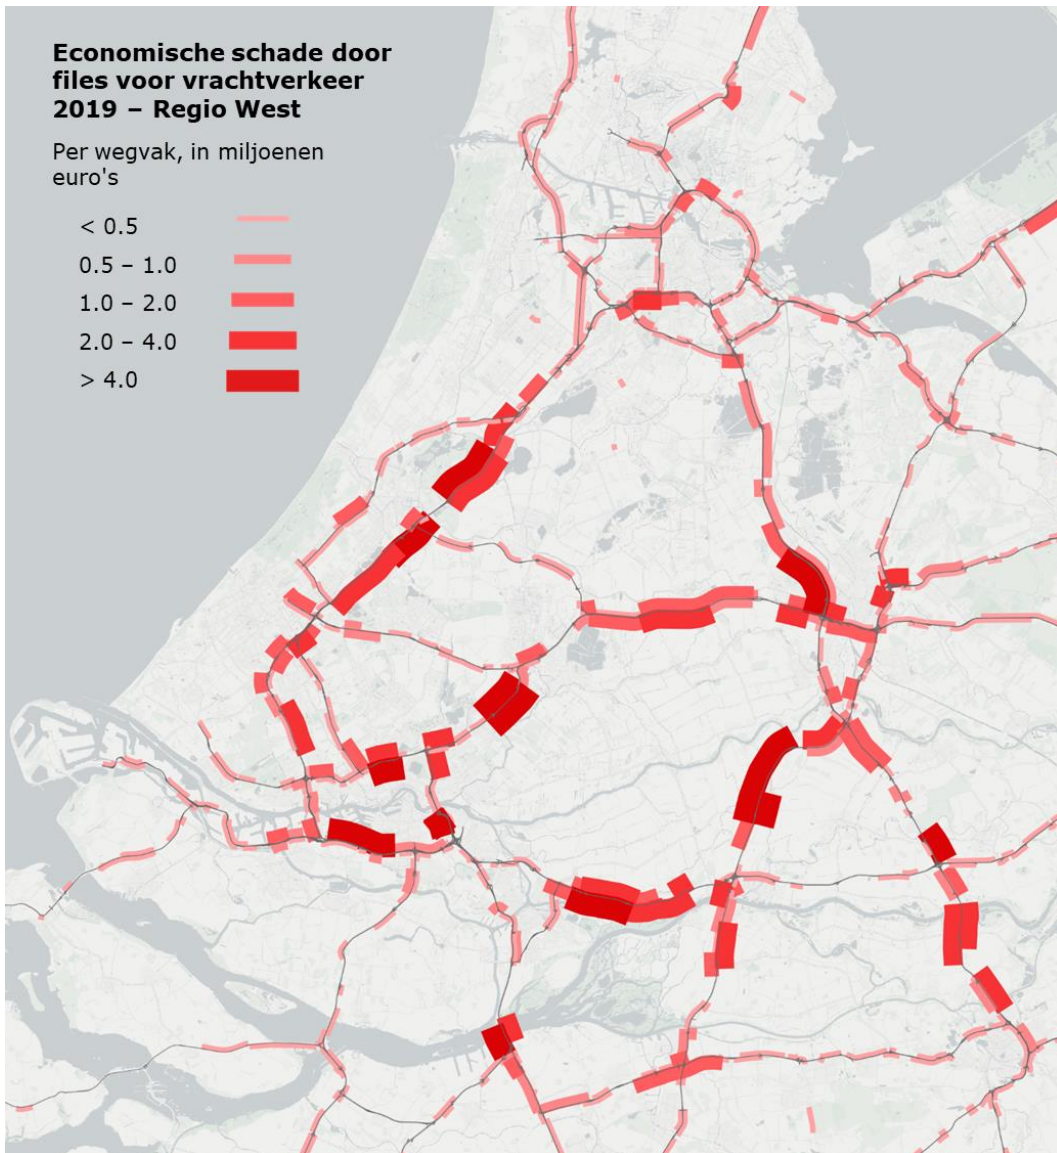 Economische schade door
files voor vrachtverkeer
2019 – Regio West
Per wegvak, in miljoenen
euro's
< 0.5
0.5 – 1.0
1.0 – 2.0
2.0 – 4.0
> 4.0